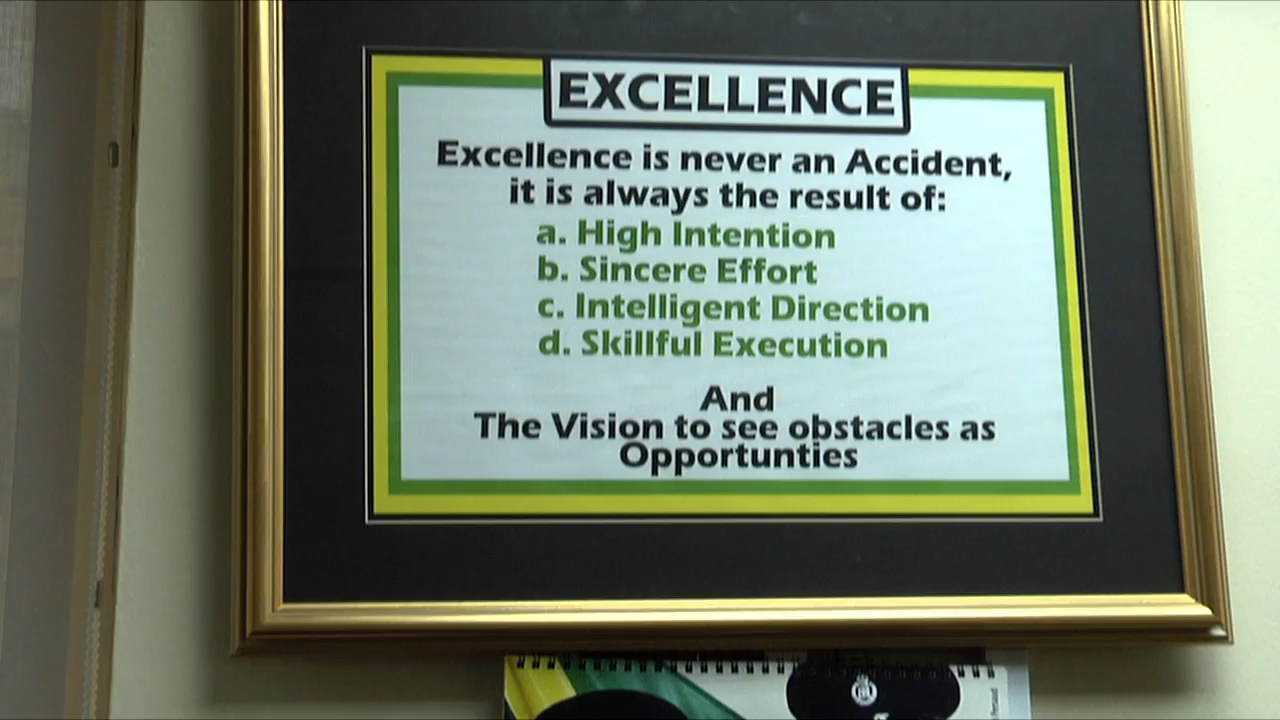 EXCELLENCE
Excellence is never an Accident,
it is always the result of:
a. High Intention
b. Sincere Effort
c. Intelligent Direction
d. Skillful Execution
And
The Vision to see obstacles as
Opportunties